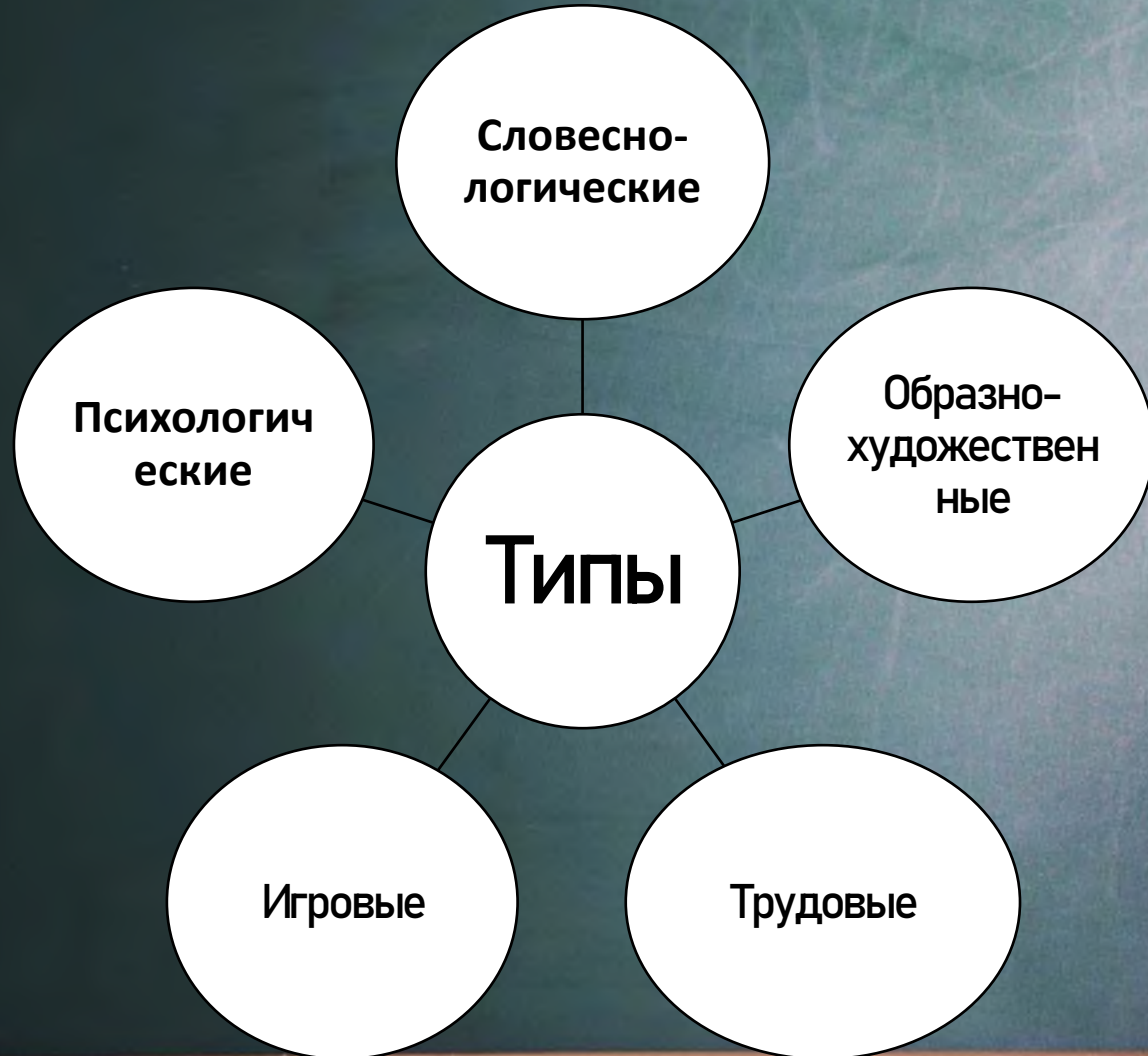 Словесно-
логические
Психологич
еские
Образно-
художествен
ные
Типы
Игровые
Трудовые